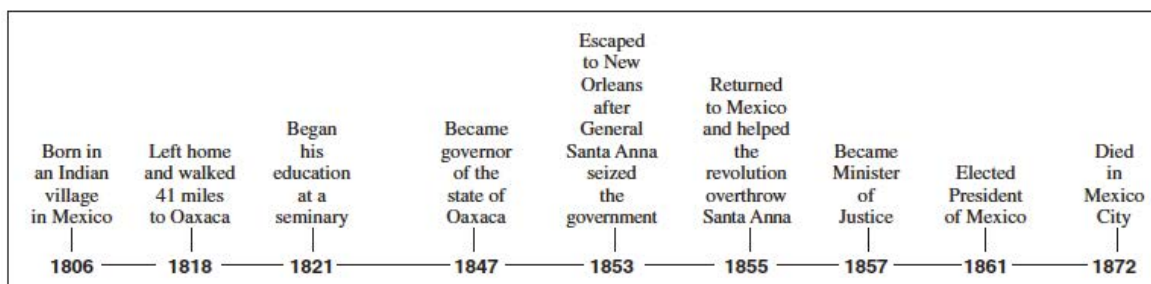 Born in
an Indian
village
in Mexico
1806
Left home
and walked
41 miles
to Oaxaca
1818
Began
his
education
at a
seminary
1821
Became
governor
of the
state of
Oaxaca
1847
Escaped
to New
Orleans
after
General
Santa Anna
seized
the
government
1853
Returned
to Mexico
and helped
the
revolution
overthrow
Santa Anna
1855
Became
Minister
of
Justice
1857
Elected
President
of Mexico
1861
Died
in
Mexico
City
1872